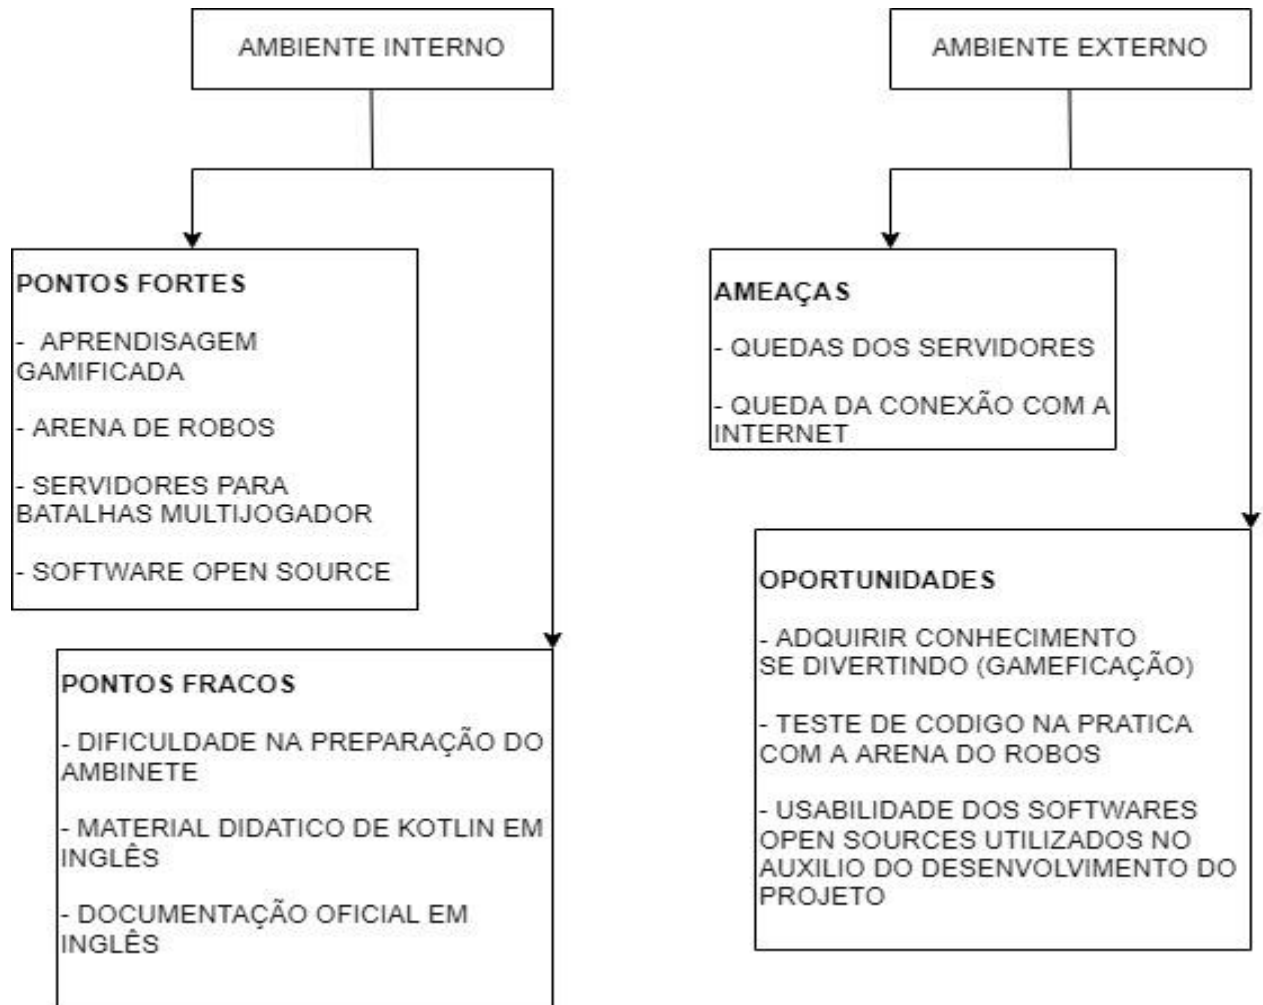 AMBIENTE INTERNO
PONTOS FORTES
- APRENDISAGEM
GAMIFICADA
- ARENA DE ROBOS
- SERVIDORES PARA
BATALHAS MULTIJOGADOR
- SOFTWARE OPEN SOURCE
PONTOS FRACOS
- DIFICULDADE NA PREPARAÇÃO DO
AMBINETE
- MATERIAL DIDATICO DE KOTLIN EM
INGLÊS
- DOCUMENTAÇÃO OFICIAL EM
INGLÊS
AMBIENTE EXTERNO
AMEAÇAS
- QUEDAS DOS SERVIDORES
- QUEDA DA CONEXÃO COM A
INTERNET
OPORTUNIDADES
- ADQUIRIR CONHECIMENTO
SE DIVERTINDO (GAMEFICAÇÃO)
- TESTE DE CODIGO NA PRATICA
COM A ARENA DO ROBOS
- USABILIDADE DOS SOFTWARES
OPEN SOURCES UTILIZADOS NO
AUXILIO DO DESENVOLVIMENTO DO
PROJETO